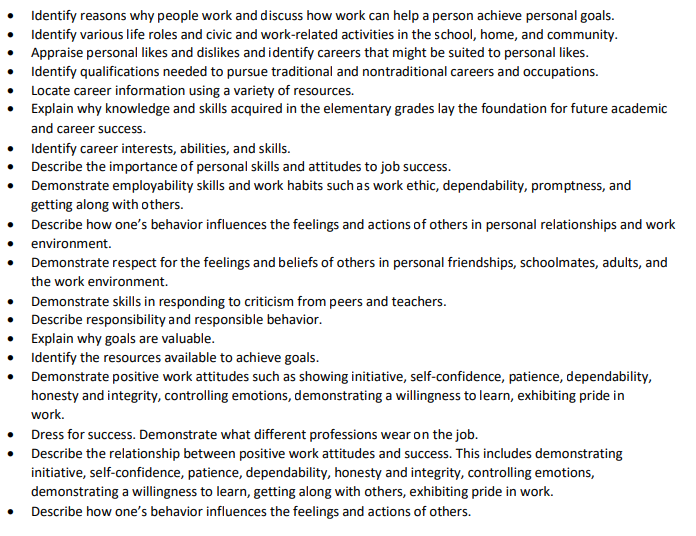 • Identify reasons why people work and discuss how work can help a person achieve personal goals.
• Identify various life roles and civic and work-related activities in the school, home, and community.
• Appraise personal likes and dislikes and identify careers that might be suited to personal likes.
• Identify qualifications needed to pursue traditional and nontraditional careers and occupations.
• Locate career information using a variety of resources.
• Explain why knowledge and skills acquired in the elementary grades lay the foundation for future academic
and career success.
• Identify career interests, abilities, and skills.
• Describe the importance of personal skills and attitudes to job success.
• Demonstrate employability skills and work habits such as work ethic, dependability, promptness, and
getting along with others.
• Describe how one’s behavior influences the feelings and actions of others in personal relationships and work
• environment.
• Demonstrate respect for the feelings and beliefs of others in personal friendships, schoolmates, adults, and
the work environment.
• Demonstrate skills in responding to criticism from peers and teachers.
• Describe responsibility and responsible behavior.
• Explain why goals are valuable.
• Identify the resources available to achieve goals.
• Demonstrate positive work attitudes such as showing initiative, self-confidence, patience, dependability,
honesty and integrity, controlling emotions, demonstrating a willingness to learn, exhibiting pride in
work.
• Dress for success. Demonstrate what different professions wear on the job.
• Describe the relationship between positive work attitudes and success. This includes demonstrating
initiative, self-confidence, patience, dependability, honesty and integrity, controlling emotions,
demonstrating a willingness to learn, getting along with others, exhibiting pride in work.
• Describe how one’s behavior influences the feelings and actions of others.